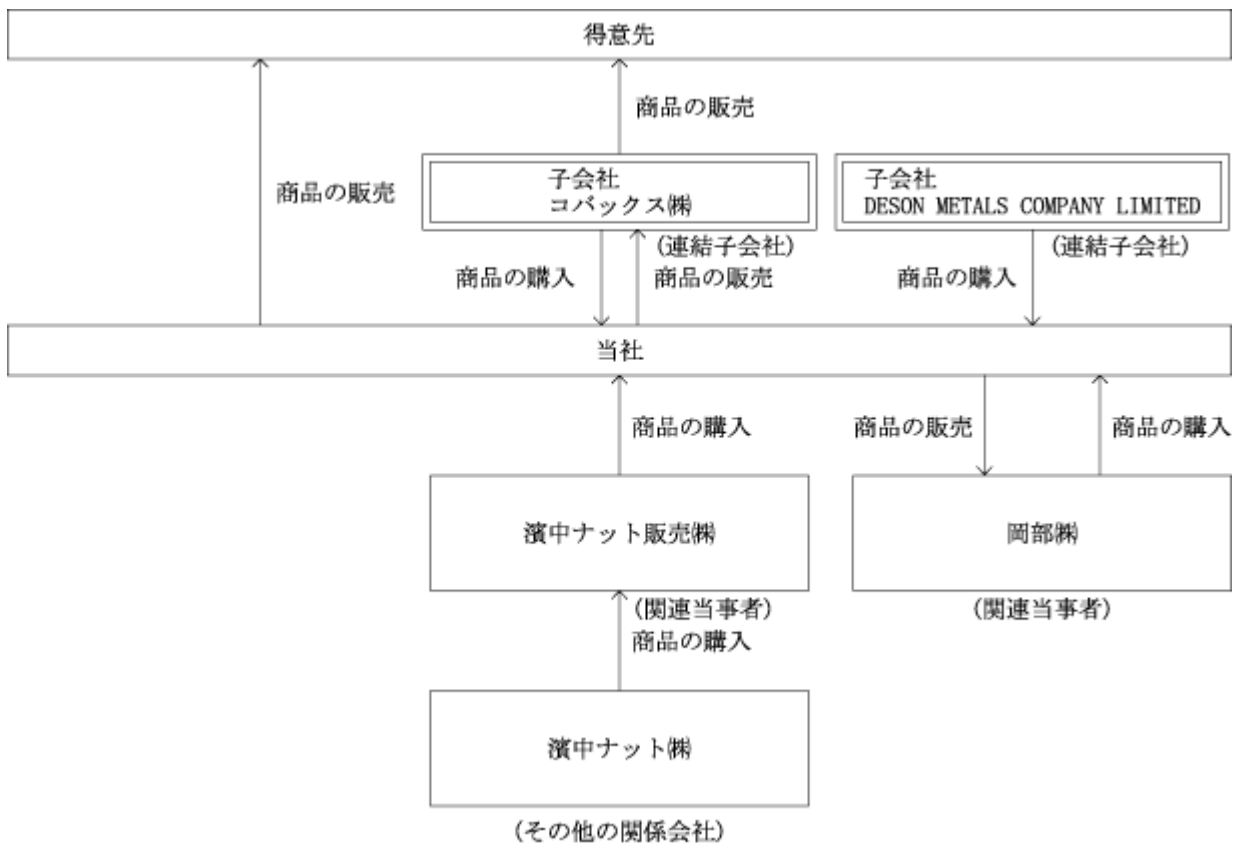 得意先
商品の販売
商品の販売
子会社
コバックス㈱
子会社
DESON METALS COMPANY LIMITED
(連結子会社)
(連結子会社)
商品の購入
商品の販売
商品の購入
当社
商品の購入
商品の販売
商品の購入
濱中ナット販売㈱
岡部㈱
(関連当事者)
(関連当事者)
商品の購入
濱中ナット㈱
(その他の関係会社)